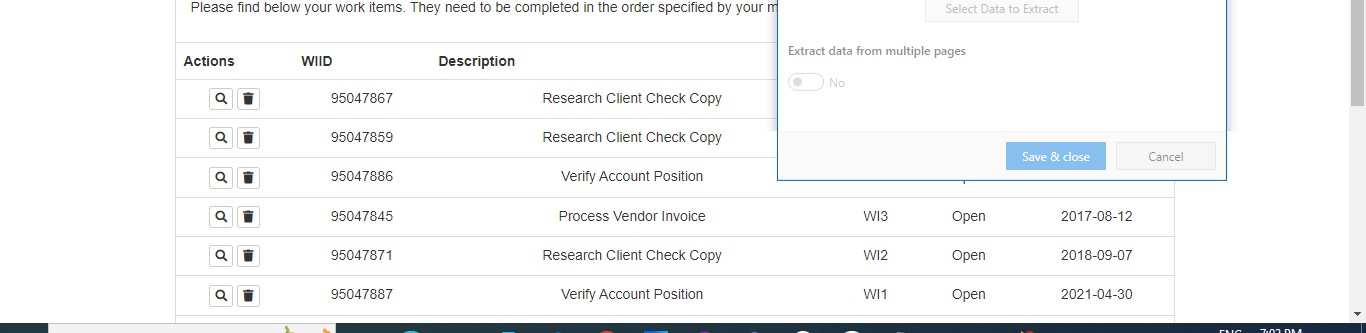 Please find below your work items. They need to be completed in the order specified by your m
Select Data to Extract
Extract data from multiple pages
No
Save & close Cancel
Actions WIID Description
95047867 Research Client Check Copy
95047859 Research Client Check Copy
95047886 Verify Account Position
95047845 Process Vendor Invoice WI3 Open 2017-08-12
95047871 Research Client Check Copy WI2 Open 2018-09-07
95047887 Verify Account Position WI1 Open 2021-04-30
ENG 7:02 PM